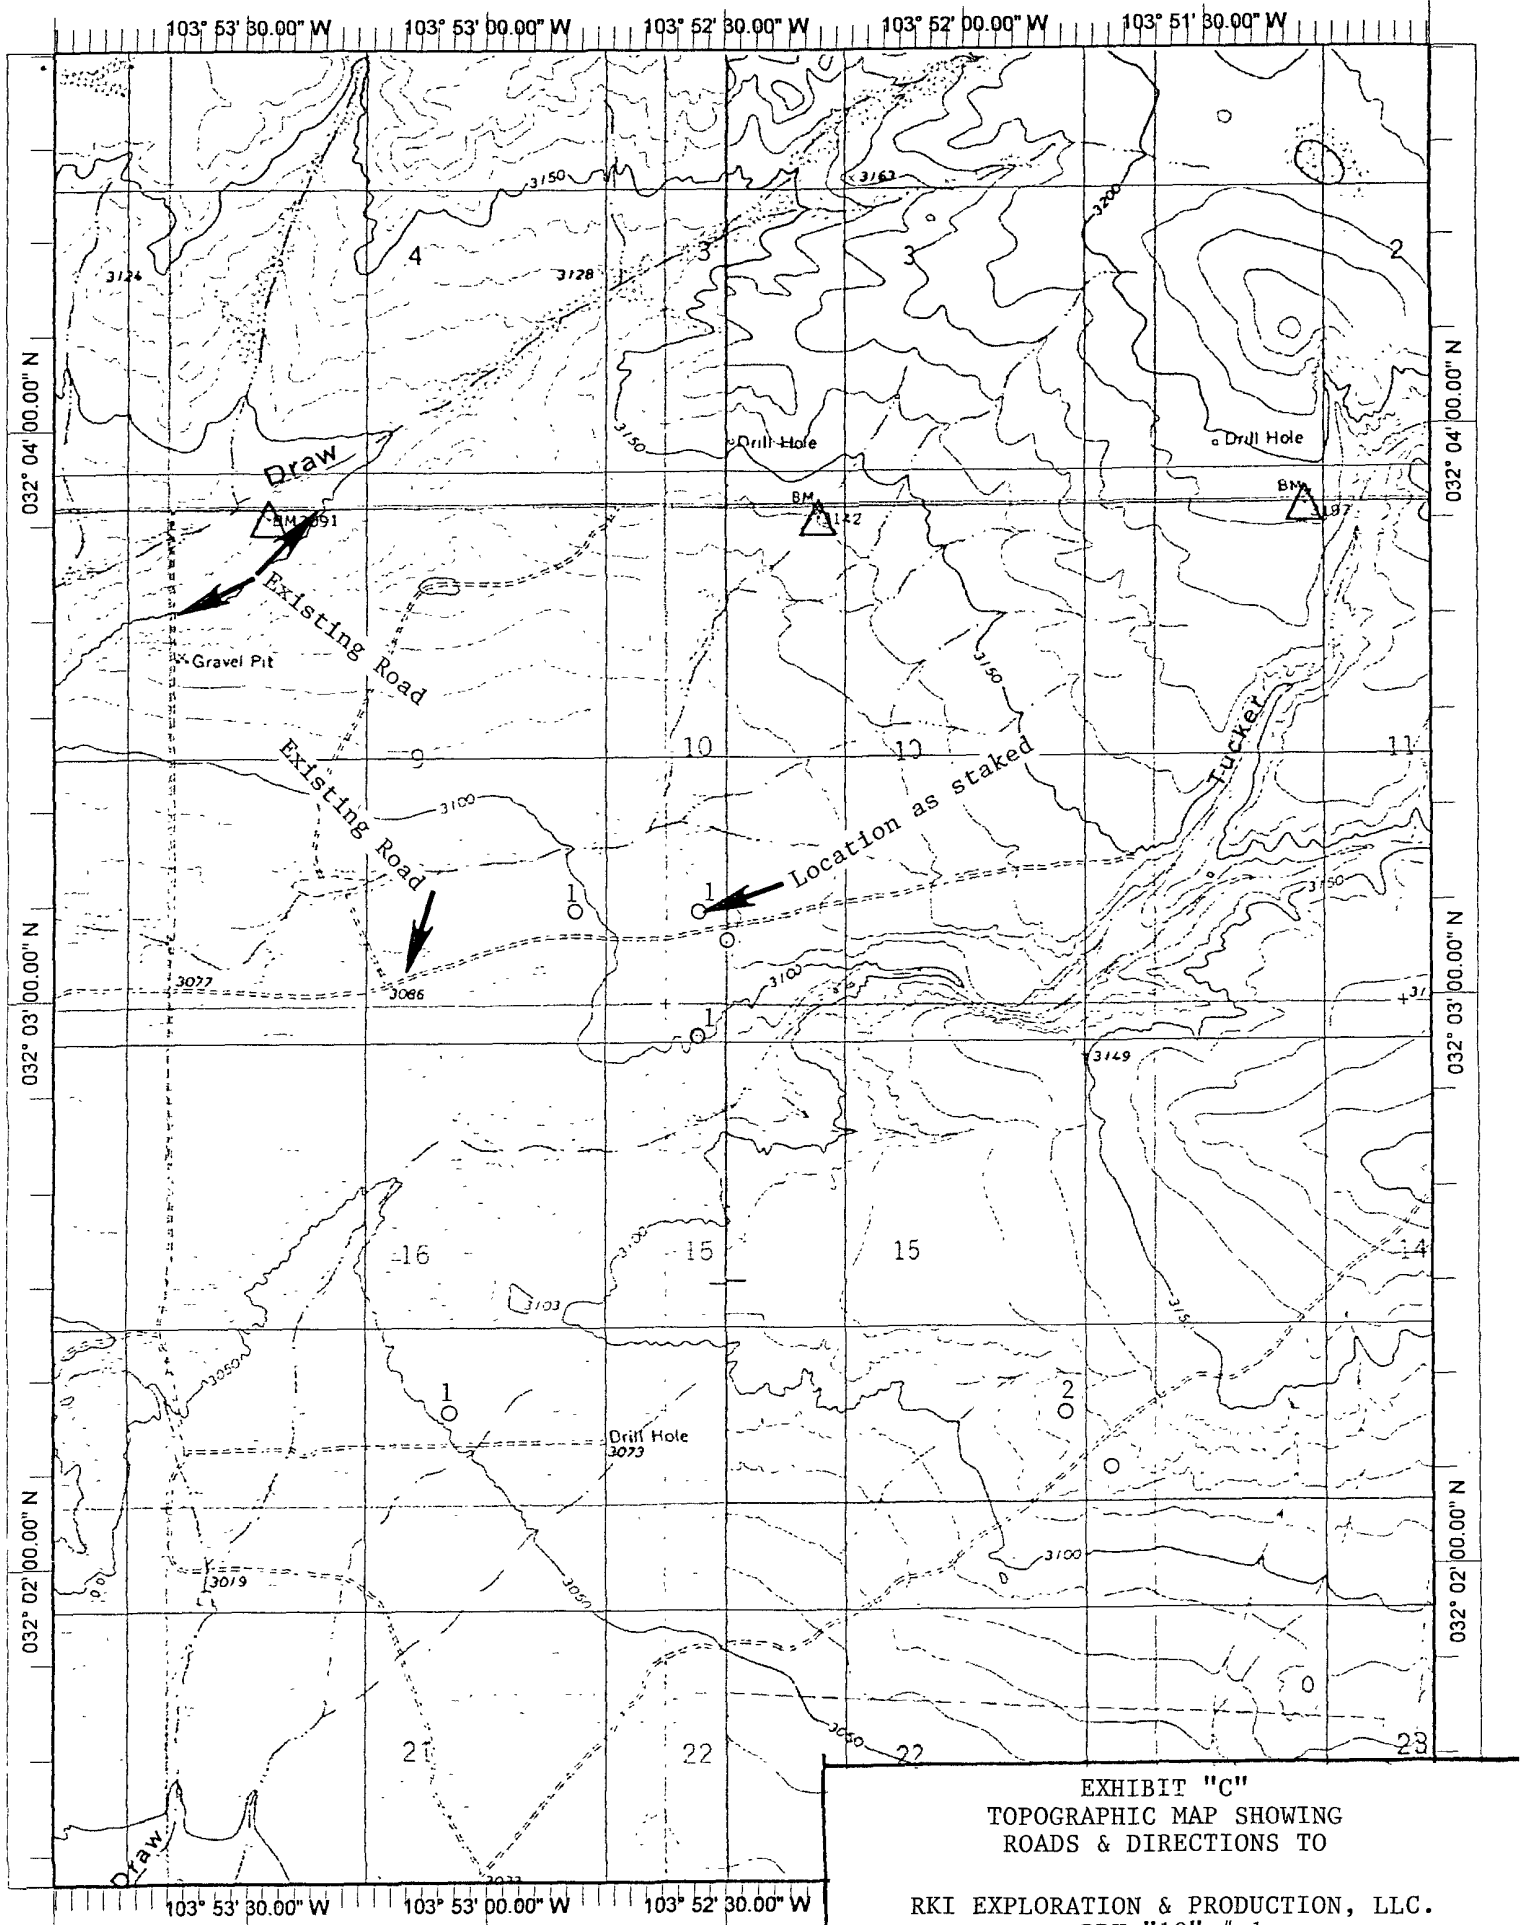 103° 53' 30.00" W
103° 53' 00.00" W
103° 52' 30.00" W
103° 52' 00.00" W
103° 51' 30.00" W
3150
3163
3200
3124
4
3128
3
3
2
032° 04' 00.00" N
032° 04' 00.00" N
3150
Drill Hole
Drill Hole
Draw
BM
BM
3142
Existing Road
Gravel Pit
3150
Tucker
9
10
10
11
Existing Road
3100
Location as staked
1
1
3150
032° 03' 00.00" N
032° 03' 00.00" N
3077
3086
3100
1
3149
16
3100
15
15
14
3103
315
3050
1
2
Drill Hole
3073
032° 02' 00.00" N
032° 02' 00.00" N
3019
3050
3100
3050
21
22
22
23
Draw
103° 53' 30.00" W
103° 53' 00.00" W
103° 52' 30.00" W
EXHIBIT "C"
TOPOGRAPHIC MAP SHOWING
ROADS & DIRECTIONS TO
RKI EXPLORATION & PRODUCTION, LLC.